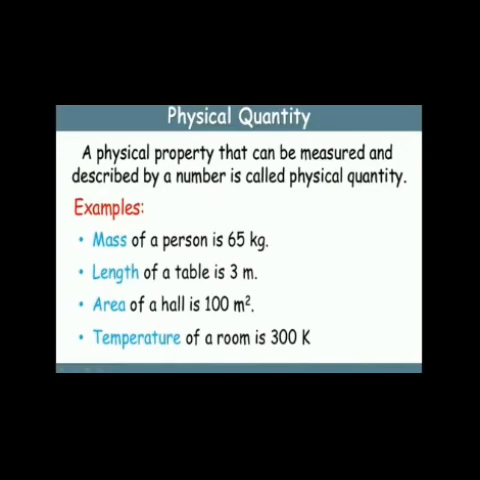 Physical Quantity
A physical property that can be measured and
described by a number is called physical quantity.
Examples:
• Mass of a person is 65 kg.
• Length of a table is 3 m.
• Area of a hall is 100 m².
• Temperature of a room is 300 K